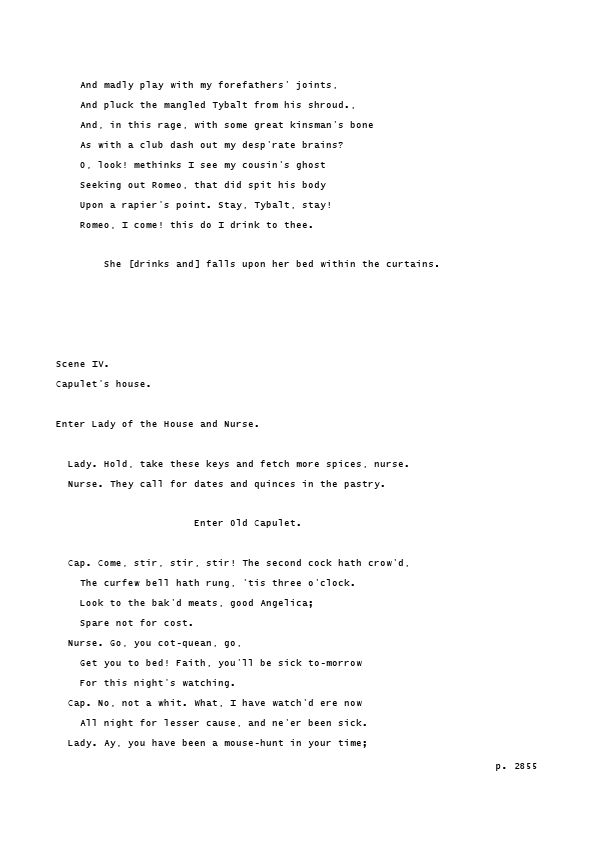 And madly play with my forefathers' joints,
And pluck the mangled Tybalt from his shroud.,
And, in this rage, with some great kinsman's bone
As with a club dash out my desp'rate brains?
O, look! methinks I see my cousin's ghost
Seeking out Romeo, that did spit his body
Upon a rapier's point. Stay, Tybalt, stay!
Romeo, I come! this do I drink to thee.
She [drinks and] falls upon her bed within the curtains.
Scene IV.
Capulet's house.
Enter Lady of the House and Nurse.
Lady. Hold, take these keys and fetch more spices, nurse.
Nurse. They call for dates and quinces in the pastry.
Enter Old Capulet.
Cap. Come, stir, stir, stir! The second cock hath crow'd,
The curfew bell hath rung, 'tis three o'clock.
Look to the bak'd meats, good Angelica;
Spare not for cost.
Nurse. Go, you cot-quean, go,
Get you to bed! Faith, you'll be sick to-morrow
For this night's watching.
Cap. No, not a whit. What, I have watch'd ere now
All night for lesser cause, and ne'er been sick.
Lady. Ay, you have been a mouse-hunt in your time;
p. 2855